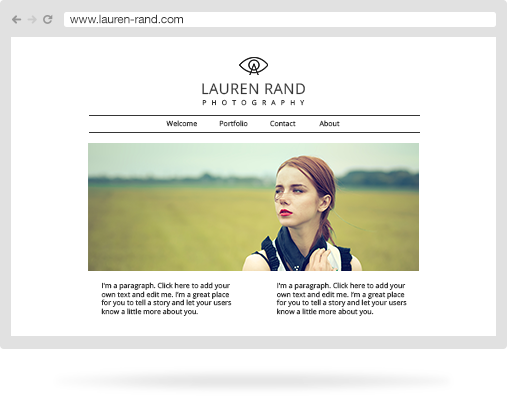 www.lauren-rand.com
LAUREN RAND
PHOTOGRAPHY
Welcome Portfolio Contact About
I'm a paragraph. Click here to add your
own text and edit me. I'm a great place
for you to tell a story and let your users
know a little more about you.
I'm a paragraph. Click here to add your
own text and edit me. I'm a great place
for you to tell a story and let your users
know a little more about you.